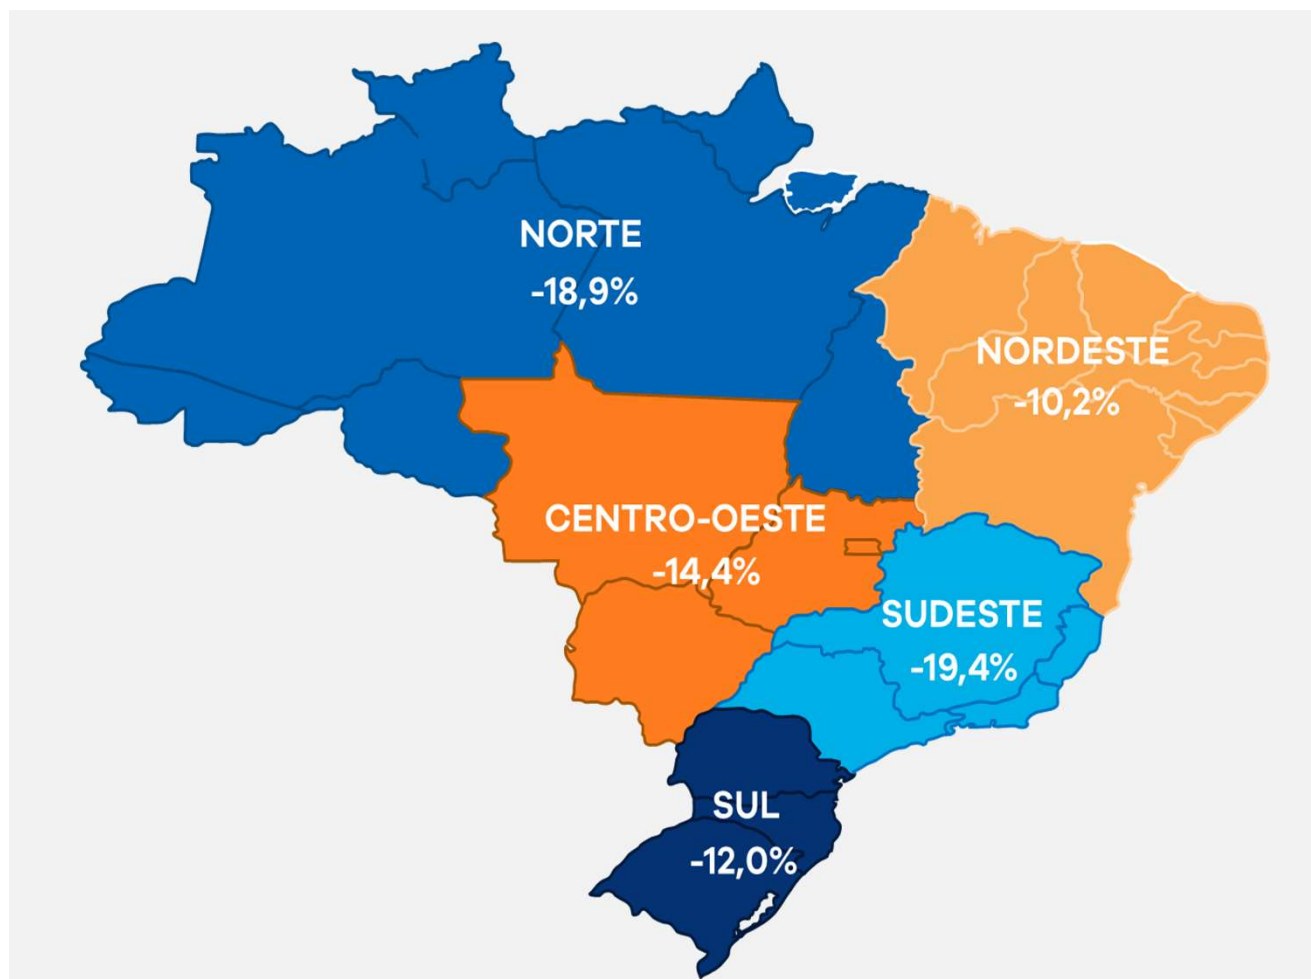 NORTE
-18,9%
NORDESTE
-10,2%
CENTRO-OESTE
-14,4%
SUDESTE
-19,4%
SUL
-12,0%